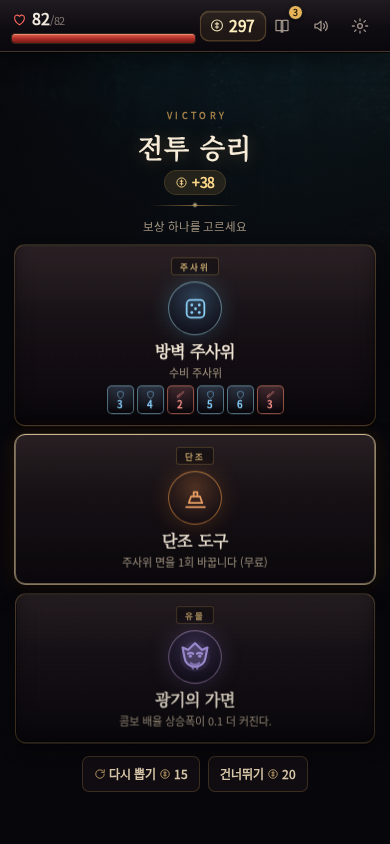 82/82
297
3
VICTORY
전투 승리
+38
보상 하나를 고르세요
주사위
방벽 주사위
수비 주사위
3 4 2 5 6 3
단조
단조 도구
주사위 면을 1회 바꿉니다 (무료)
유물
광기의 가면
콤보 배율 상승폭이 0.1 더 커진다.
다시 뽑기 15 건너뛰기 20